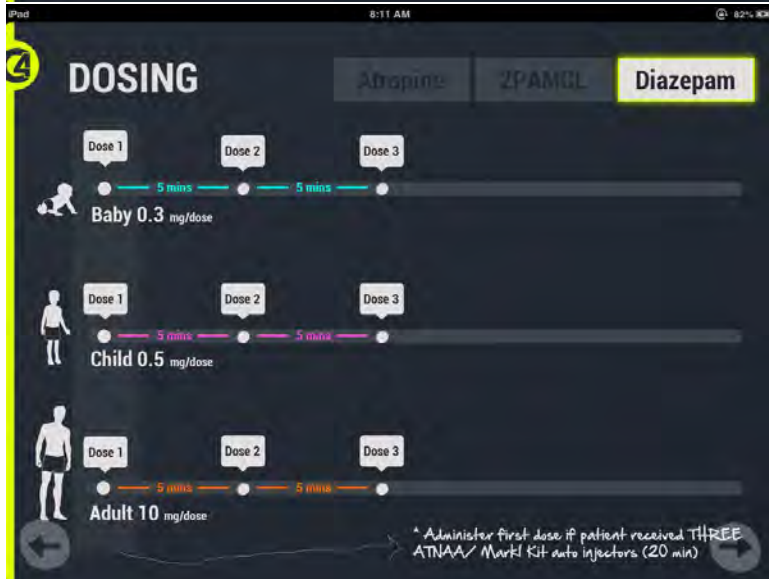 iPad 8:11 AM 82%
4
DOSING Atropine 2PAMCL Diazepam
Dose 1 Dose 2 Dose 3
5 mins 5 mins
Baby 0.3 mg/dose
Dose 1 Dose 2 Dose 3
5 mins 5 mins
Child 0.5 mg/dose
Dose 1 Dose 2 Dose 3
5 mins 5 mins
Adult 10 mg/dose
* Administer first dose if patient received THREE
ATNAA/ MarkI Kit auto injectors (20 min)